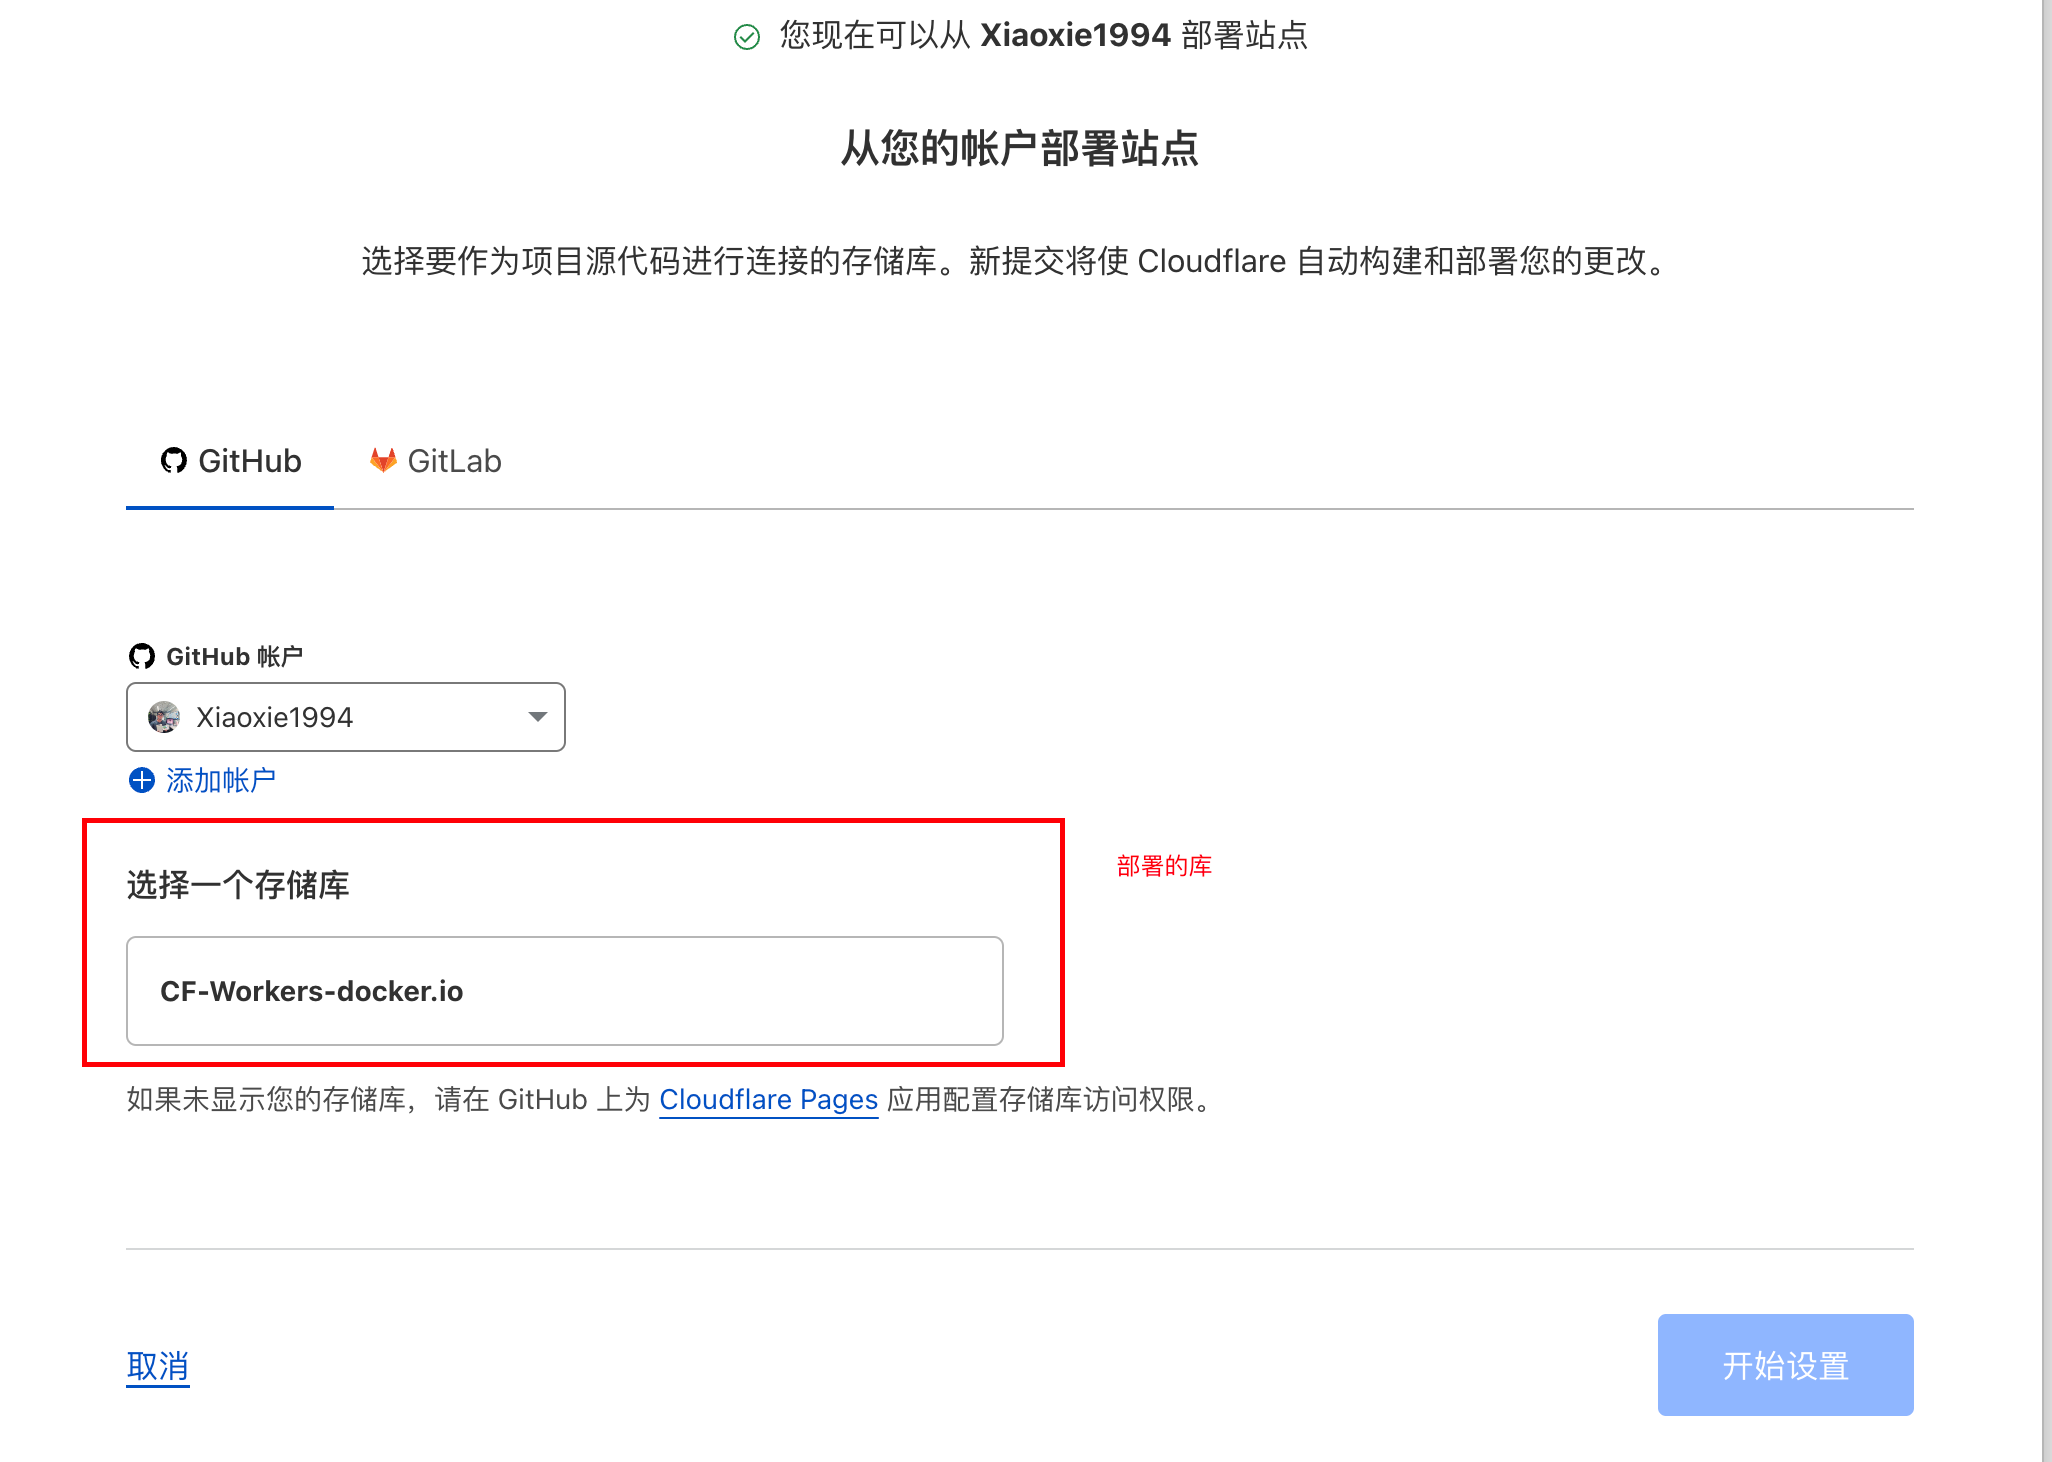 您现在可以从 Xiaoxie1994 部署站点
从您的帐户部署站点
选择要作为项目源代码进行连接的存储库。新提交将使 Cloudflare 自动构建和部署您的更改。
GitHub GitLab
GitHub 帐户
Xiaoxie1994
添加帐户
部署的库
选择一个存储库
CF-Workers-docker.io
如果未显示您的存储库，请在 GitHub 上为 Cloudflare Pages 应用配置存储库访问权限。
取消 开始设置